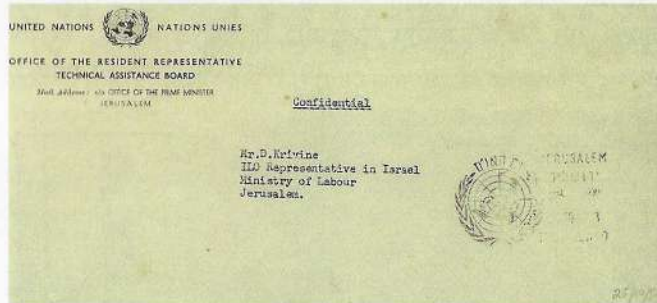 UNITED NATIONS NATIONS UNIES
OFFICE OF THE RESIDENT REPRESENTATIVE
TECHNICAL ASSISTANCE BOARD
Mail Address: c/o OFFICE OF THE PRIME MINISTER
JERUSALEM
Confidential
Mr.D.Krivine
ILO Representative in Israel
Ministry of Labour
Jerusalem.
JERUSALEM